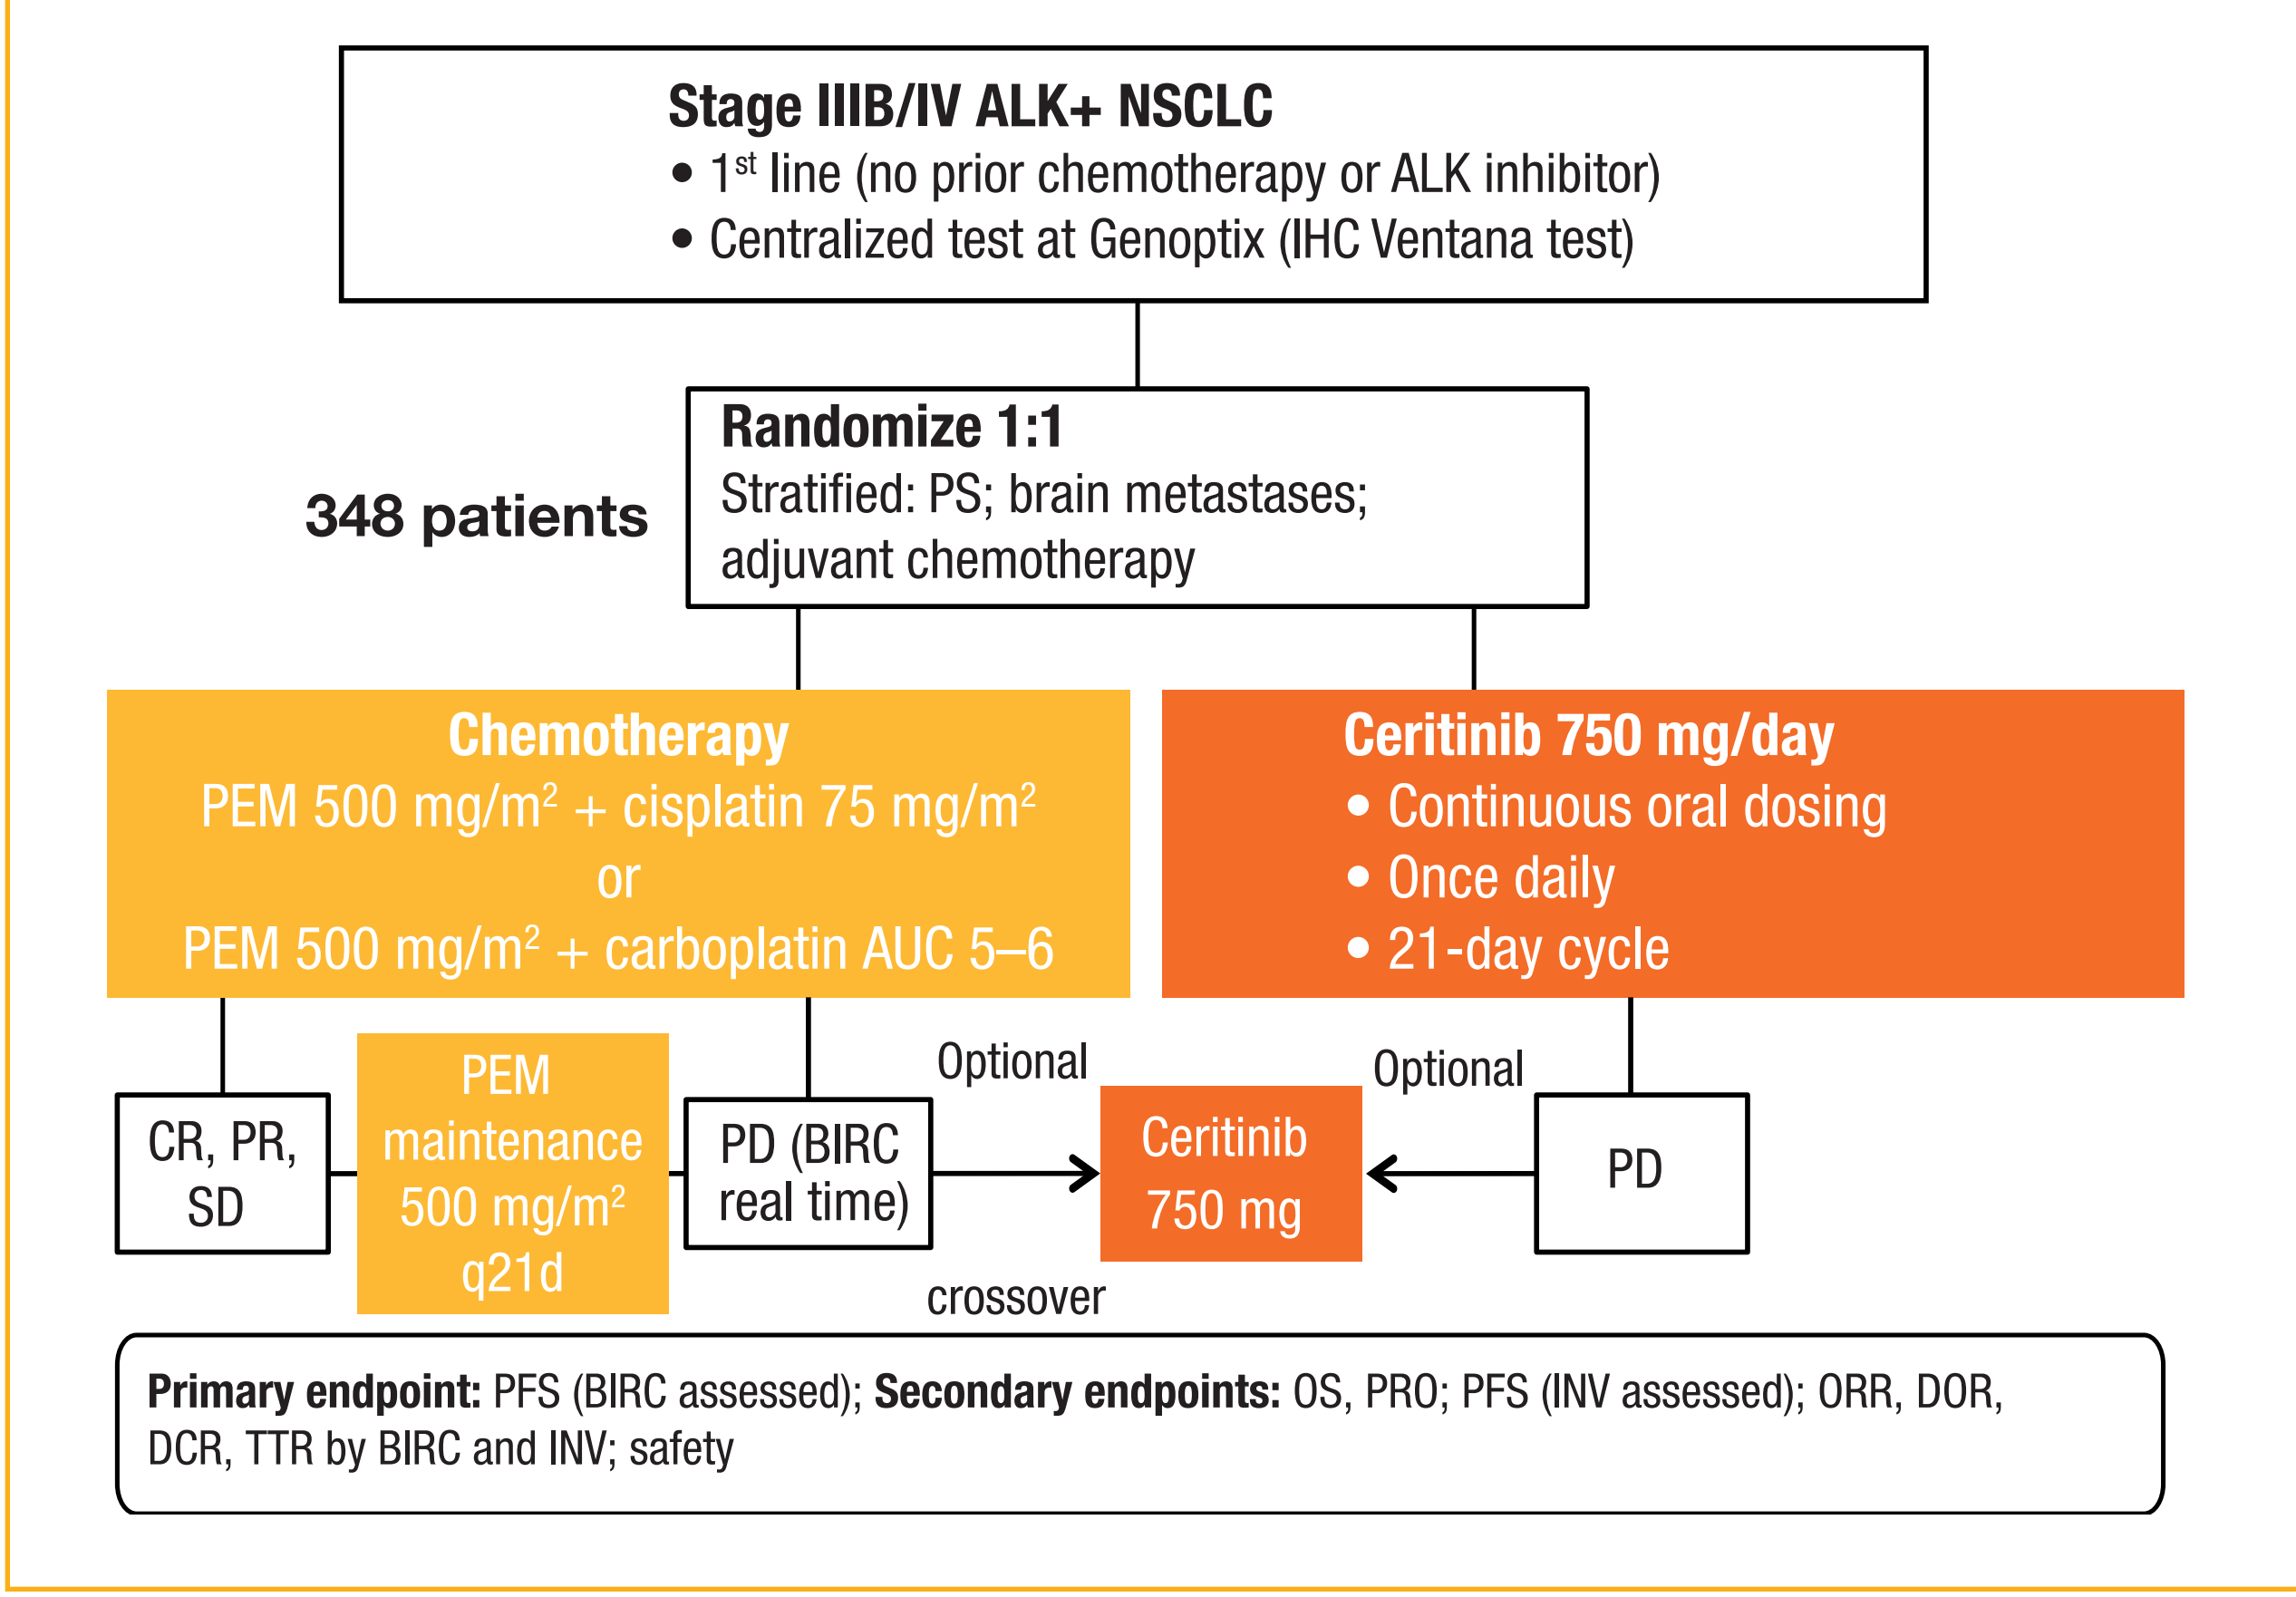 Stage IIIB/IV ALK+ NSCLC
• 1st line (no prior chemotherapy or ALK inhibitor)
• Centralized test at Genoptix (IHC Ventana test)
Randomize 1:1
Stratified: PS; brain metastases;
adjuvant chemotherapy
348 patients
Chemotherapy
PEM 500 mg/m² + cisplatin 75 mg/m²
or
PEM 500 mg/m² + carboplatin AUC 5–6
Ceritinib 750 mg/day
• Continuous oral dosing
• Once daily
• 21-day cycle
CR, PR,
SD
PEM
maintenance
500 mg/m²
q21d
PD (BIRC
real time)
Optional
crossover
Ceritinib
750 mg
Optional
PD
Primary endpoint: PFS (BIRC assessed); Secondary endpoints: OS, PRO; PFS (INV assessed); ORR, DOR,
DCR, TTR by BIRC and INV; safety